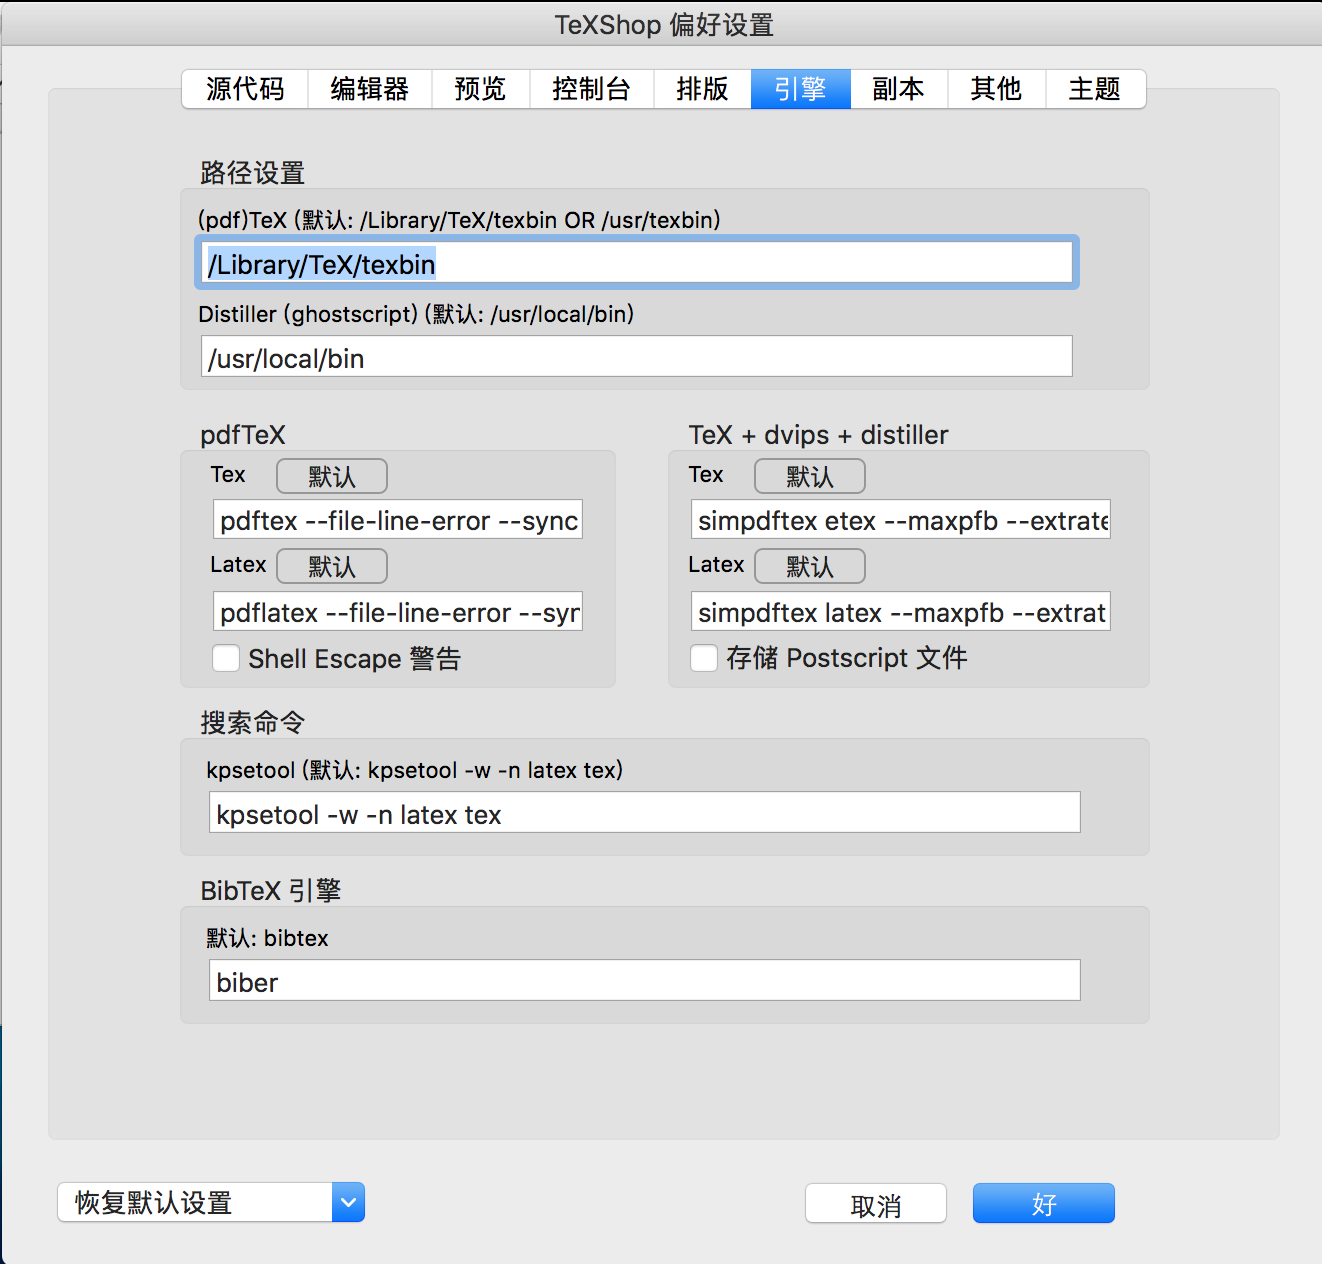 TeXShop 偏好设置
源代码 编辑器 预览 控制台 排版 引擎 副本 其他 主题
路径设置
(pdf)TeX (默认: /Library/TeX/texbin OR /usr/texbin)
/Library/TeX/texbin
Distiller (ghostscript) (默认: /usr/local/bin)
/usr/local/bin
pdfTeX
Tex 默认
pdftex --file-line-error --sync
Latex 默认
pdflatex --file-line-error --syn
Shell Escape 警告
TeX + dvips + distiller
Tex 默认
simpdftex etex --maxpfb --extrate
Latex 默认
simpdftex latex --maxpfb --extrat
存储 Postscript 文件
搜索命令
kpsetool (默认: kpsetool -w -n latex tex)
kpsetool -w -n latex tex
BibTeX 引擎
默认: bibtex
biber
恢复默认设置
取消 好